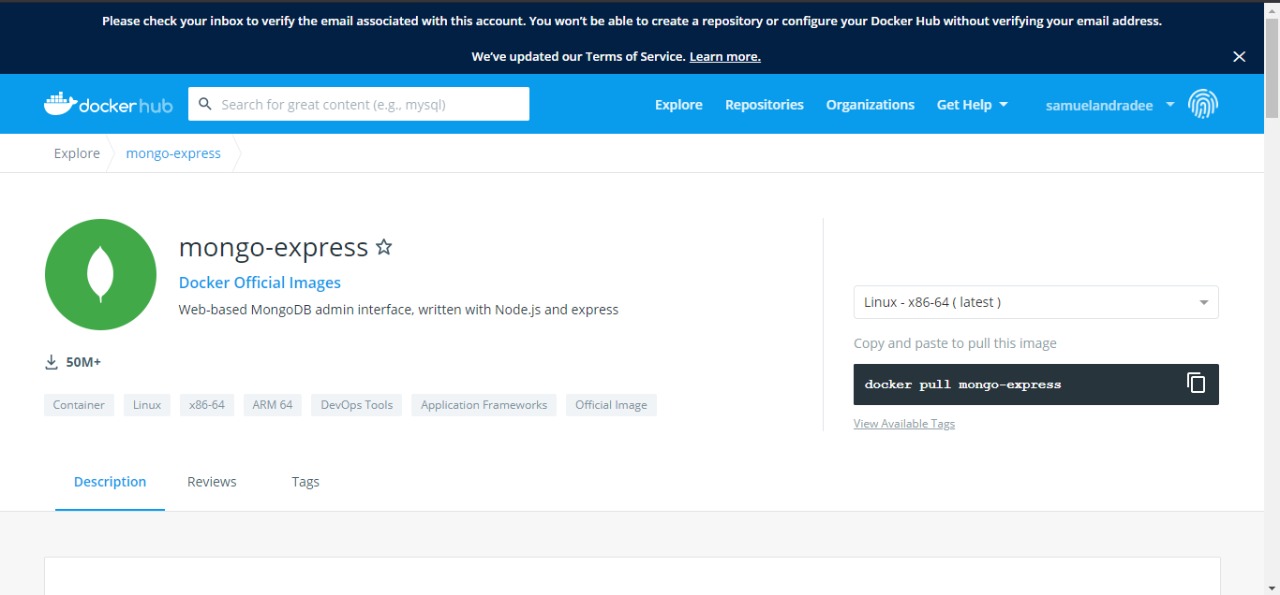 Please check your inbox to verify the email associated with this account. You won't be able to create a repository or configure your Docker Hub without verifying your email address.
We've updated our Terms of Service. Learn more.
docker hub
Search for great content (e.g., mysql)
Explore
Repositories
Organizations
Get Help
samuelandradee
Explore
mongo-express
mongo-express
Docker Official Images
Web-based MongoDB admin interface, written with Node.js and express
50M+
Container
Linux
x86-64
ARM 64
DevOps Tools
Application Frameworks
Official Image
Linux - x86-64 ( latest )
Copy and paste to pull this image
docker pull mongo-express
View Available Tags
Description
Reviews
Tags